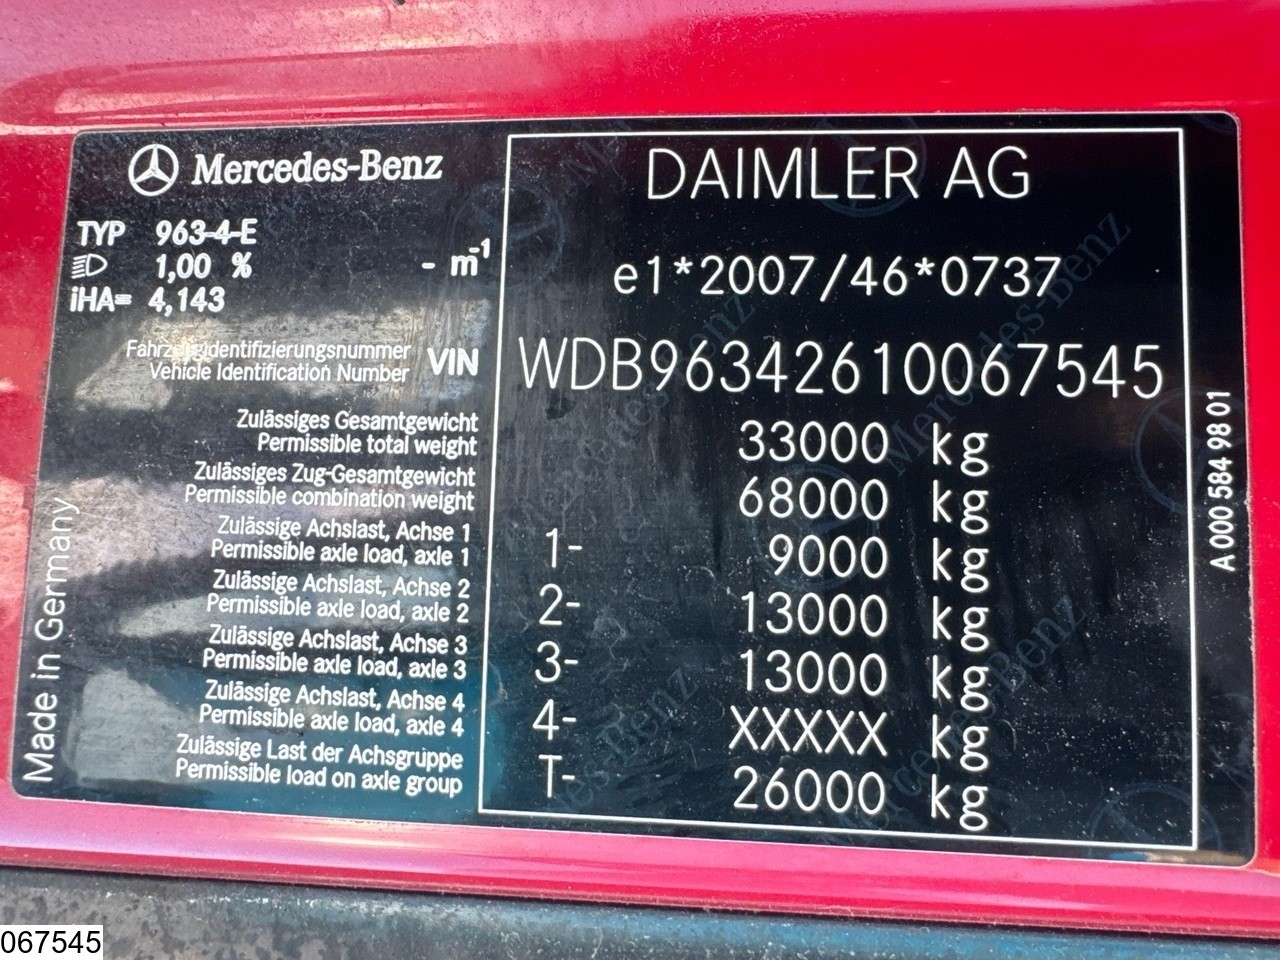 Mercedes-Benz
DAIMLER AG
TYP 963-4-E
1,00 % - m-1
iHA= 4,143
e1*2007/46*0737
Fahrzeugidentifizierungsnummer
Vehicle Identification Number
VIN WDB96342610067545
Zulässiges Gesamtgewicht
Permissible total weight
33000 kg
Zulässiges Zug-Gesamtgewicht
Permissible combination weight
68000 kg
Zulässige Achslast, Achse 1
Permissible axle load, axle 1
1- 9000 kg
Zulässige Achslast, Achse 2
Permissible axle load, axle 2
2- 13000 kg
Zulässige Achslast, Achse 3
Permissible axle load, axle 3
3- 13000 kg
Zulässige Achslast, Achse 4
Permissible axle load, axle 4
4- XXXXX kg
Zulässige Last der Achsgruppe
Permissible load on axle group
T- 26000 kg
Made in Germany
A 000 584 98 01
067545